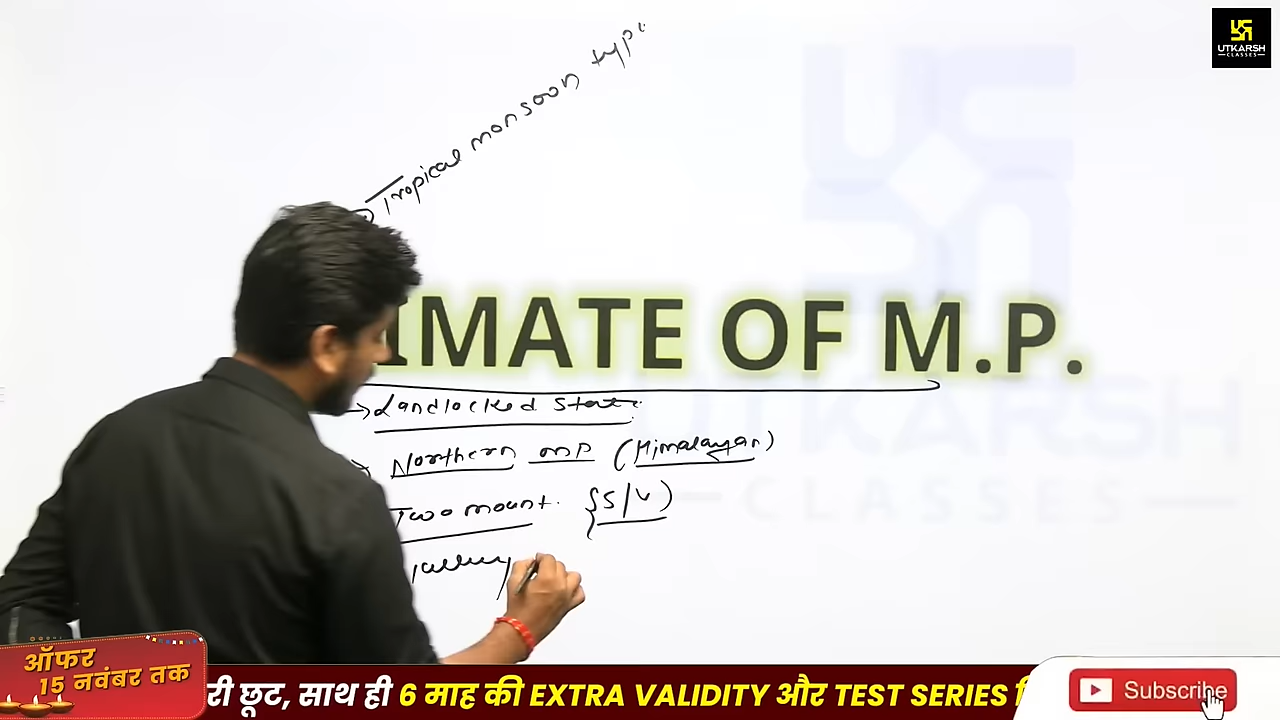 UTKARSH
CLASSES
Tropical monsoon type
IMATE OF M.P.
Landlocked State
Northern MP (Himalayan)
Two mount. {S/V)
UTKARSH
CLASSES
ऑफर
15 नवंबर तक
री छूट, साथ ही 6 माह की EXTRA VALIDITY और TEST SERIES
Subscribe